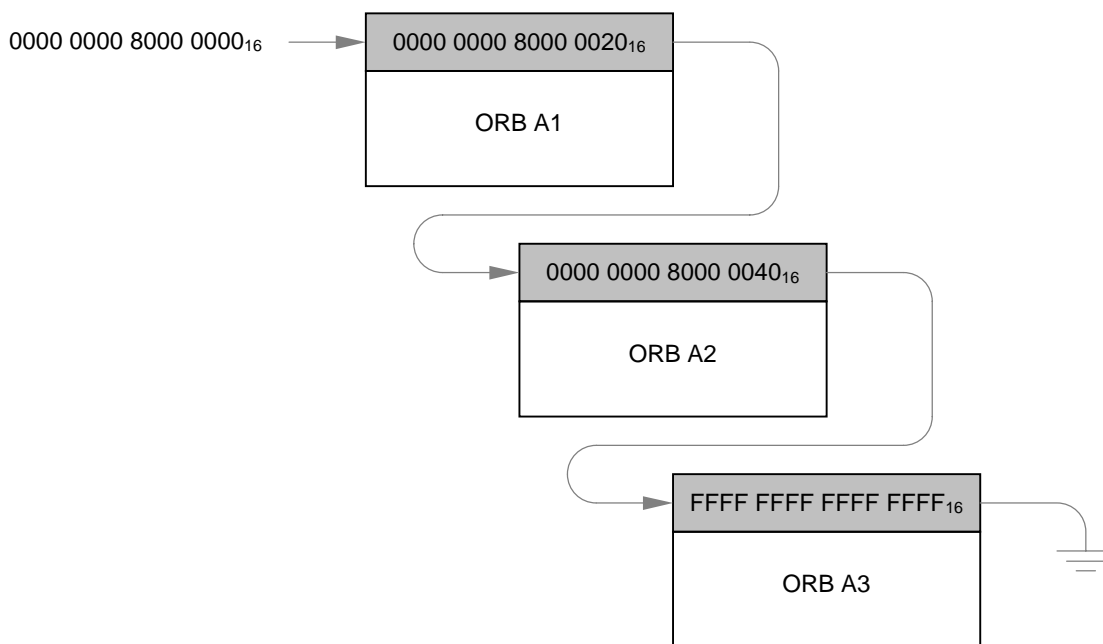 0000 0000 8000 0000₁₆
0000 0000 8000 0020₁₆
ORB A1
0000 0000 8000 0040₁₆
ORB A2
FFFF FFFF FFFF FFFF₁₆
ORB A3